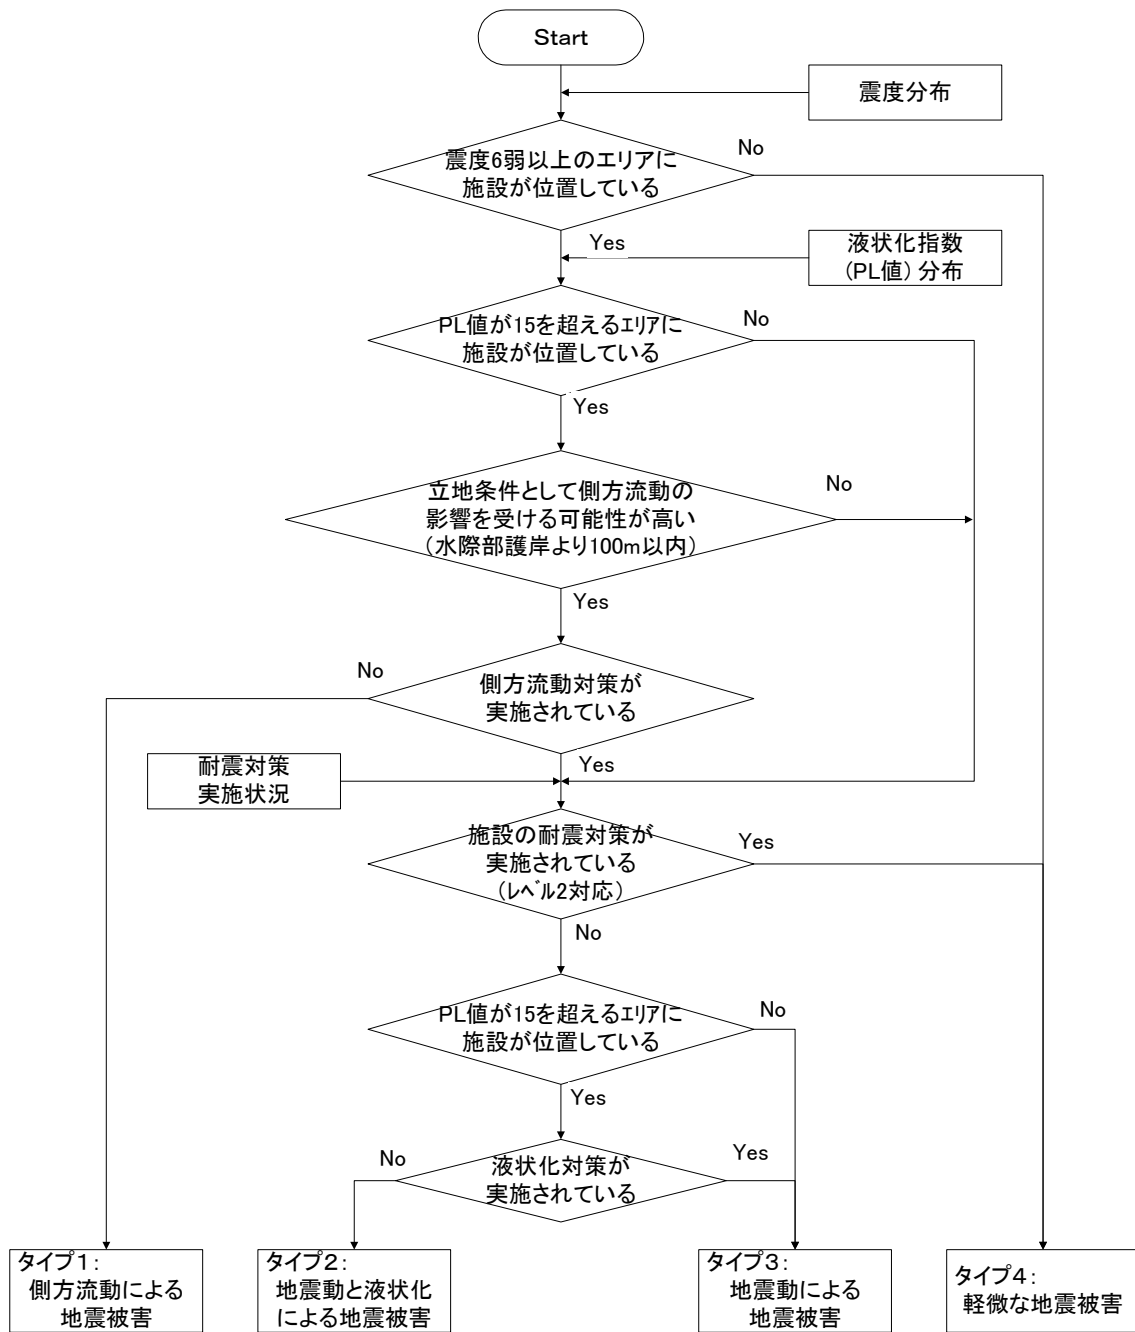 Start
震度分布
震度6弱以上のエリアに
施設が位置している
No
Yes
液状化指数
(PL値)分布
PL値が15を超えるエリアに
施設が位置している
No
Yes
立地条件として側方流動の
影響を受ける可能性が高い
(水際部護岸より100m以内)
No
Yes
側方流動対策が
実施されている
No
Yes
耐震対策
実施状況
施設の耐震対策が
実施されている
(レベル2対応)
Yes
No
PL値が15を超えるエリアに
施設が位置している
No
Yes
液状化対策が
実施されている
No
Yes
タイプ1:
側方流動による
地震被害
タイプ2:
地震動と液状化
による地震被害
タイプ3:
地震動による
地震被害
タイプ4:
軽微な地震被害